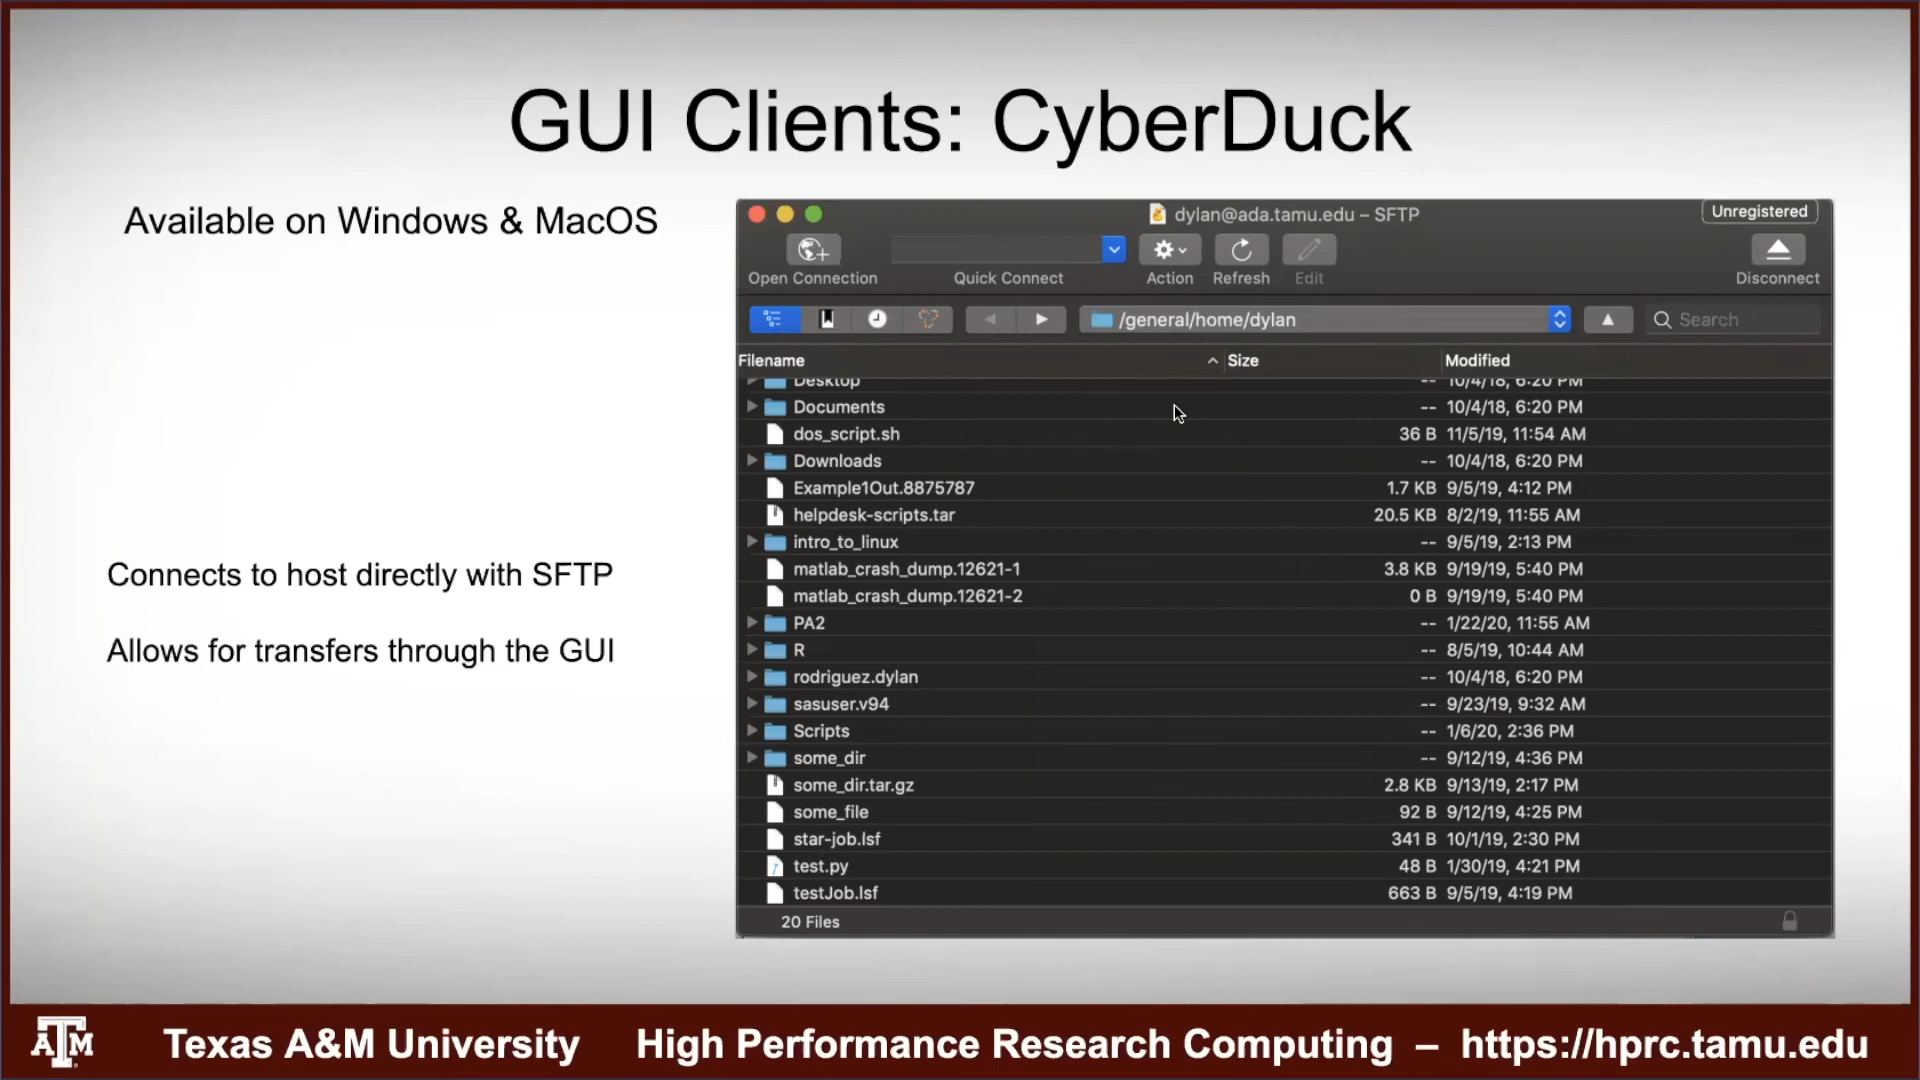 GUI Clients: CyberDuck
Available on Windows & MacOS
Connects to host directly with SFTP
Allows for transfers through the GUI
dylan@ada.tamu.edu – SFTP
Unregistered
Open Connection Quick Connect Action Refresh Edit Disconnect
/general/home/dylan Search
Filename Size Modified
Desktop -- 10/4/18, 6:20 PM
Documents -- 10/4/18, 6:20 PM
dos_script.sh 36 B 11/5/19, 11:54 AM
Downloads -- 10/4/18, 6:20 PM
Example1Out.8875787 1.7 KB 9/5/19, 4:12 PM
helpdesk-scripts.tar 20.5 KB 8/2/19, 11:55 AM
intro_to_linux -- 9/5/19, 2:13 PM
matlab_crash_dump.12621-1 3.8 KB 9/19/19, 5:40 PM
matlab_crash_dump.12621-2 0 B 9/19/19, 5:40 PM
PA2 -- 1/22/20, 11:55 AM
R -- 8/5/19, 10:44 AM
rodriguez.dylan -- 10/4/18, 6:20 PM
sasuser.v94 -- 9/23/19, 9:32 AM
Scripts -- 1/6/20, 2:36 PM
some_dir -- 9/12/19, 4:36 PM
some_dir.tar.gz 2.8 KB 9/13/19, 2:17 PM
some_file 92 B 9/12/19, 4:25 PM
star-job.lsf 341 B 10/1/19, 2:30 PM
test.py 48 B 1/30/19, 4:21 PM
testJob.lsf 663 B 9/5/19, 4:19 PM
20 Files
ATM Texas A&M University High Performance Research Computing – https://hprc.tamu.edu